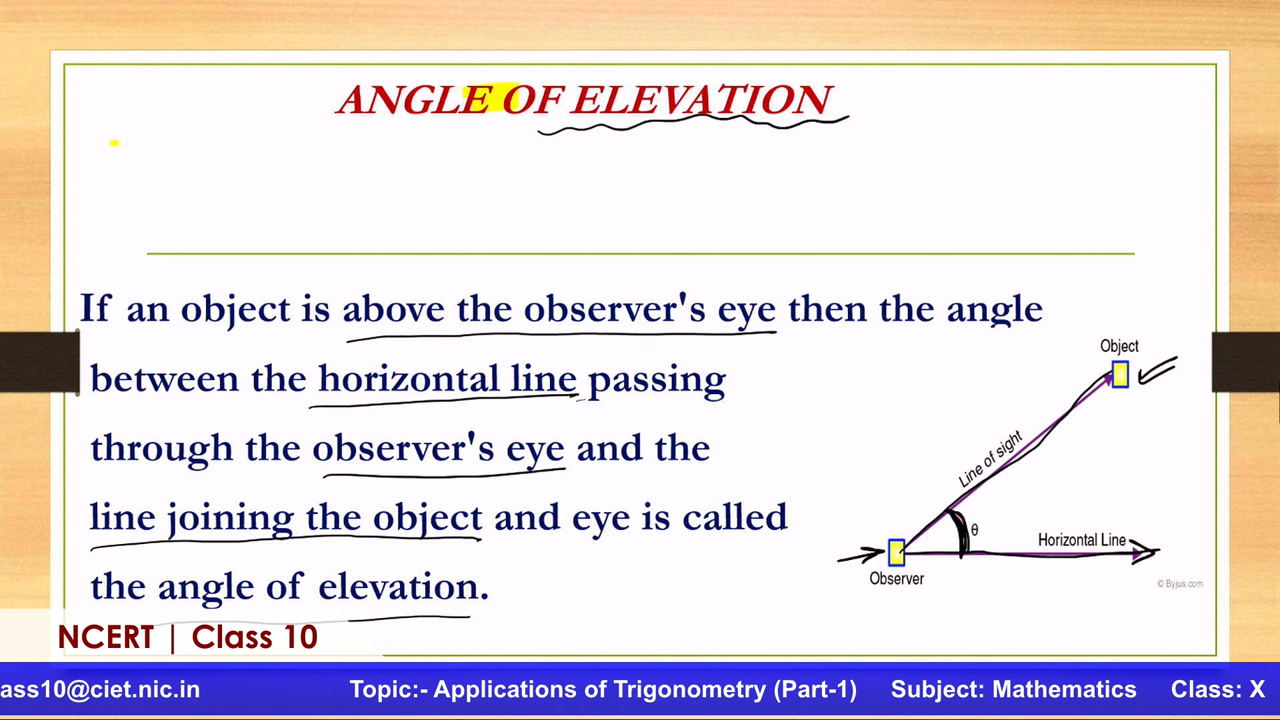 ANGLE OF ELEVATION
If an object is above the observer's eye then the angle
between the horizontal line passing
through the observer's eye and the
line joining the object and eye is called
the angle of elevation.
Object
Line of sight
θ
Horizontal Line
Observer
© Byjus.com
NCERT | Class 10
ass10@ciet.nic.in Topic:- Applications of Trigonometry (Part-1) Subject: Mathematics Class: X